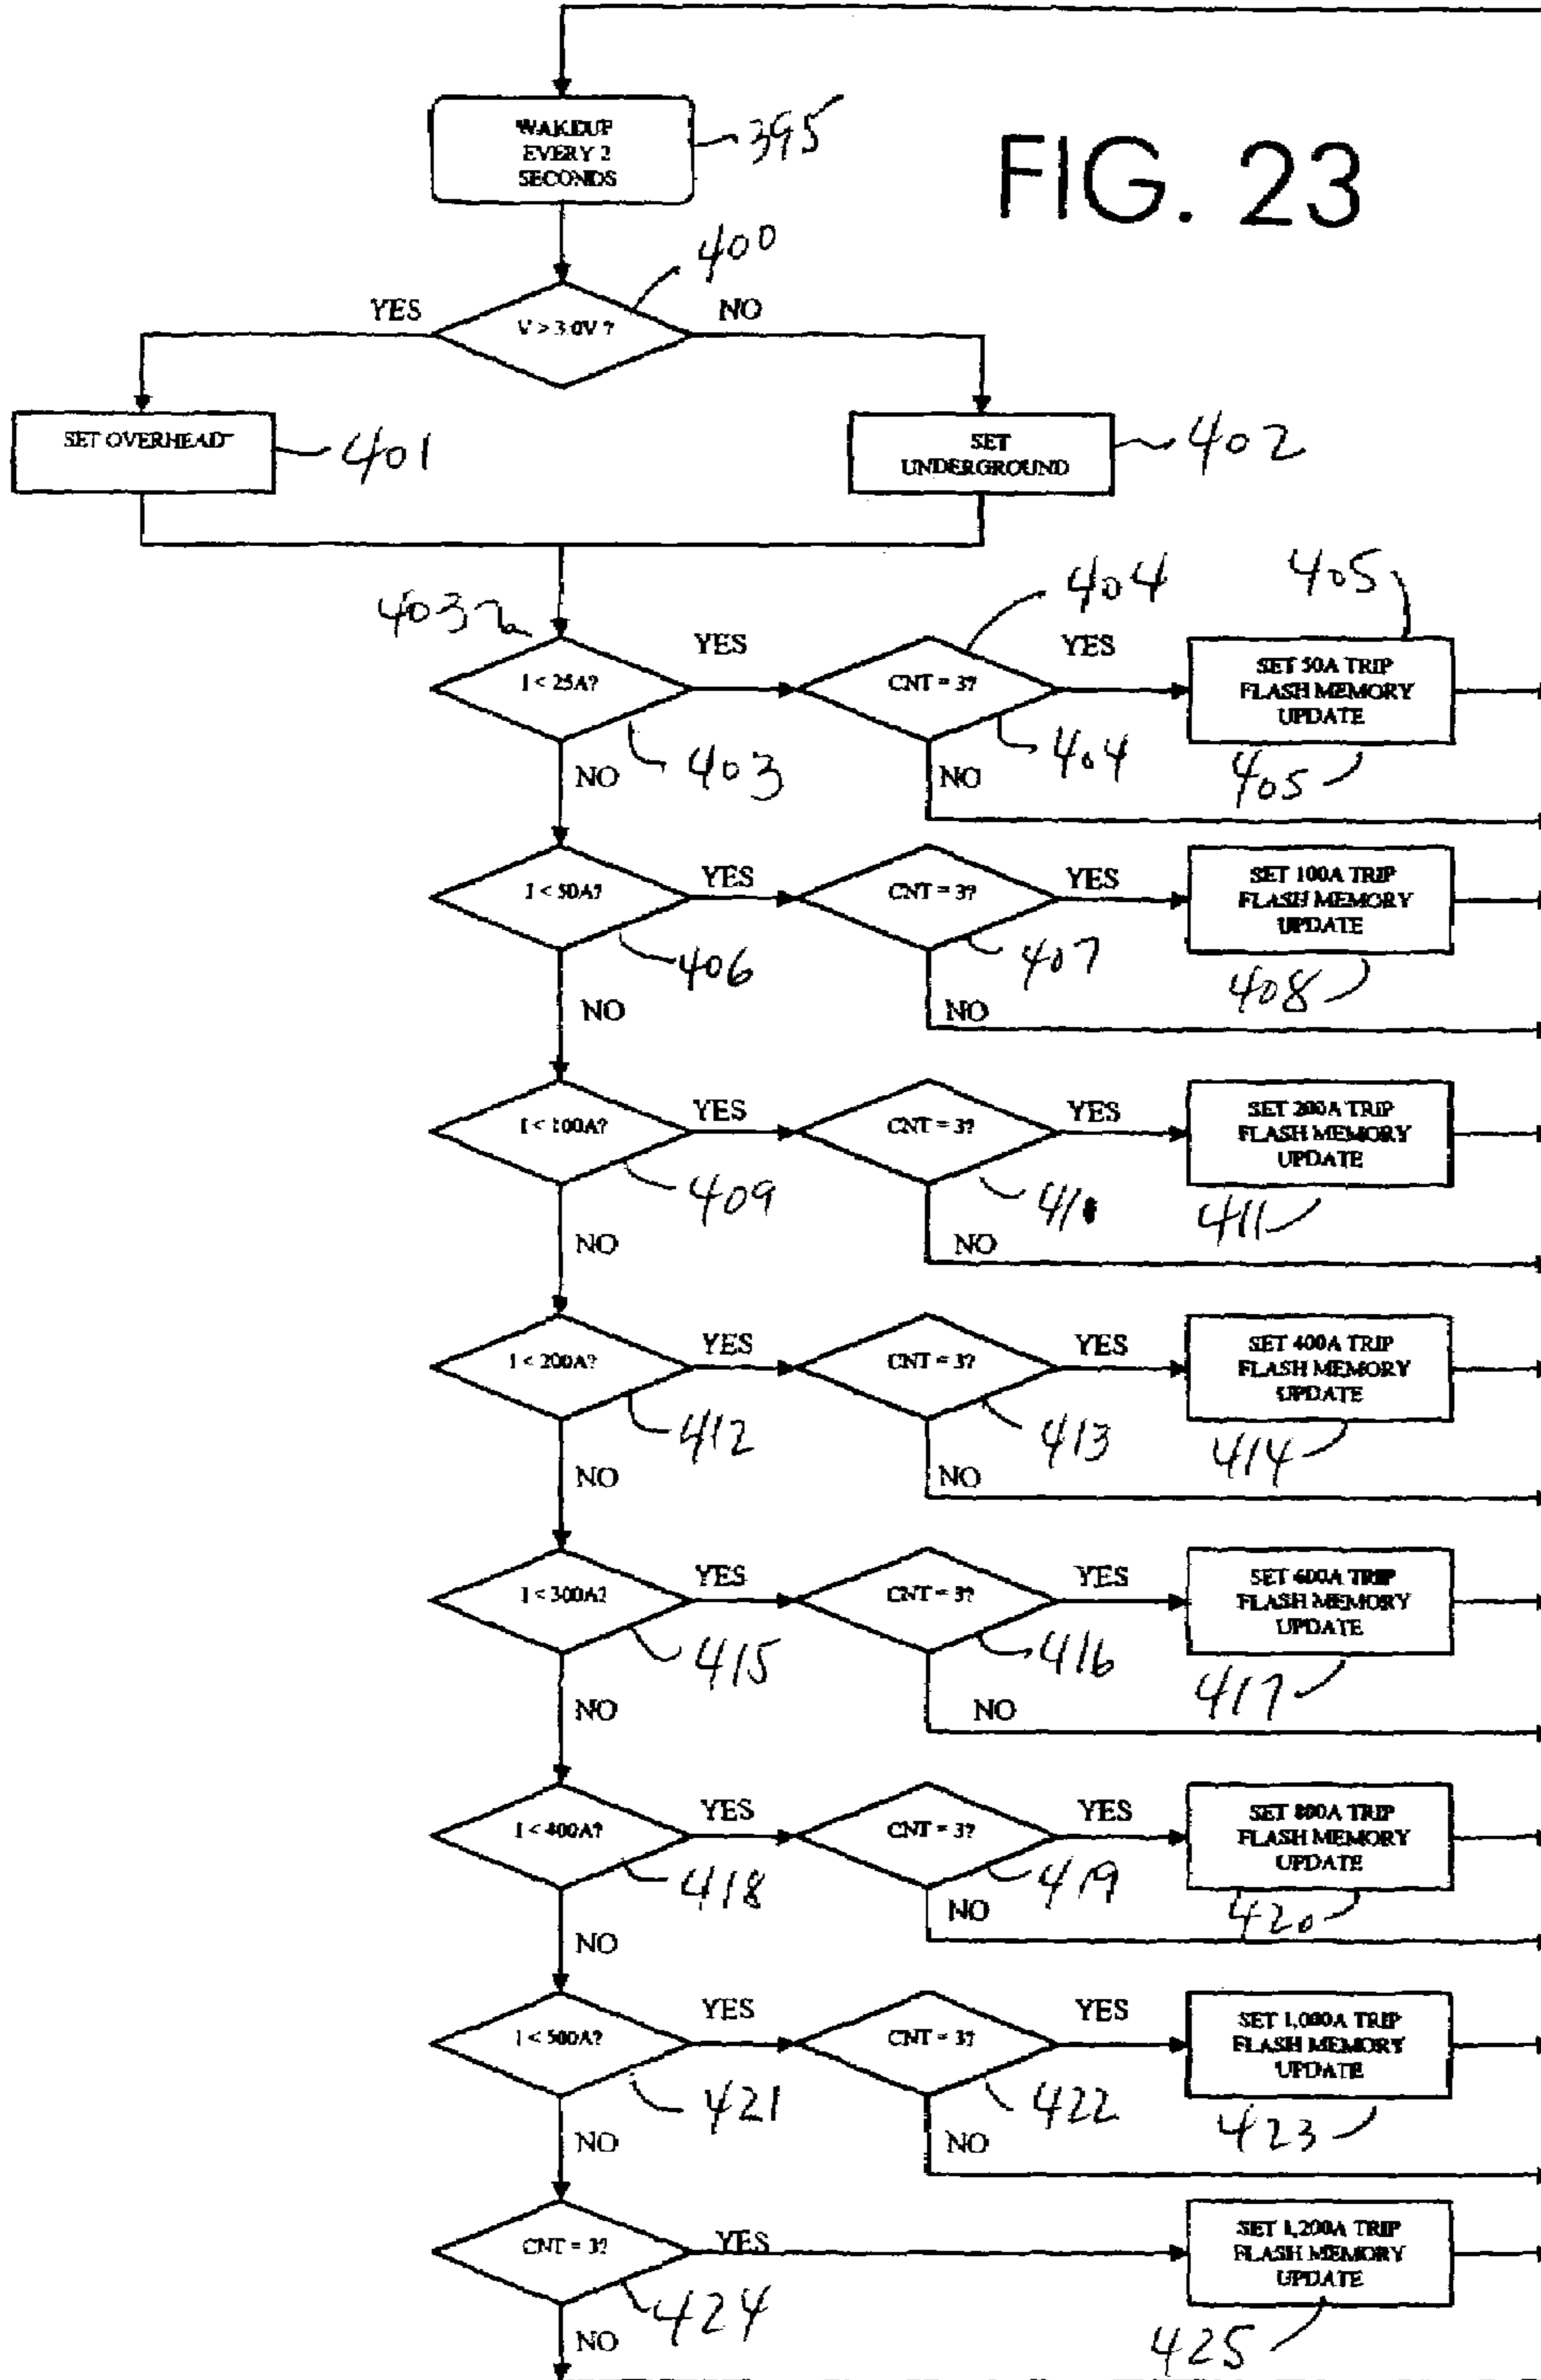 FIG. 23
WAKEUP
EVERY 2
SECONDS
395
400
YES
V > 3.0V ?
NO
SET OVERHEAD
401
SET
UNDERGROUND
402
403
404
405
I < 25A?
YES
CNT = 3?
YES
SET 50A TRIP
FLASH MEMORY
UPDATE
403
404
405
NO
NO
I < 50A?
YES
CNT = 3?
YES
SET 100A TRIP
FLASH MEMORY
UPDATE
406
407
408
NO
NO
I < 100A?
YES
CNT = 3?
YES
SET 200A TRIP
FLASH MEMORY
UPDATE
409
410
411
NO
NO
I < 200A?
YES
CNT = 3?
YES
SET 400A TRIP
FLASH MEMORY
UPDATE
412
413
414
NO
NO
I < 300A?
YES
CNT = 3?
YES
SET 600A TRIP
FLASH MEMORY
UPDATE
415
416
417
NO
NO
I < 400A?
YES
CNT = 3?
YES
SET 800A TRIP
FLASH MEMORY
UPDATE
418
419
420
NO
NO
I < 500A?
YES
CNT = 3?
YES
SET 1,000A TRIP
FLASH MEMORY
UPDATE
421
422
423
NO
NO
CNT = 3?
YES
SET 1,200A TRIP
FLASH MEMORY
UPDATE
424
425
NO